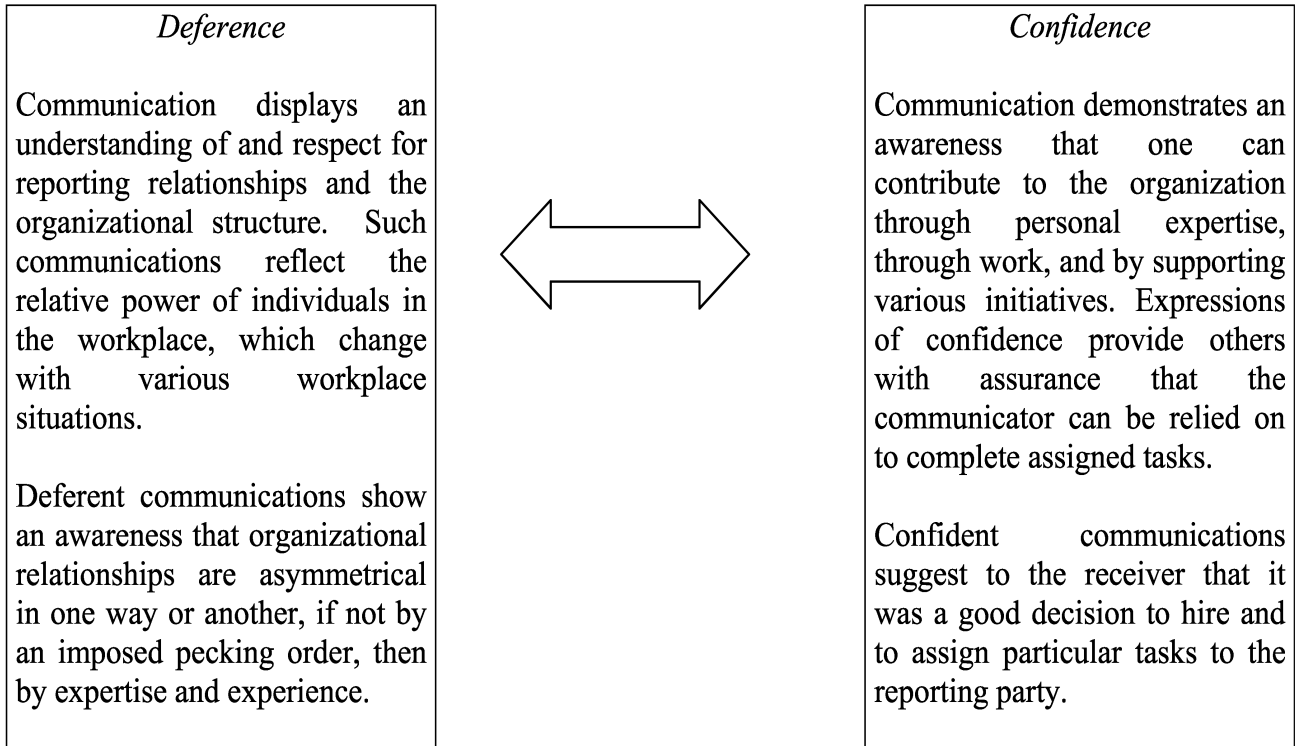 Deference
Communication displays an
understanding of and respect for
reporting relationships and the
organizational structure. Such
communications reflect the
relative power of individuals in
the workplace, which change
with various workplace
situations.
Deferent communications show
an awareness that organizational
relationships are asymmetrical
in one way or another, if not by
an imposed pecking order, then
by expertise and experience.
Confidence
Communication demonstrates an
awareness that one can
contribute to the organization
through personal expertise,
through work, and by supporting
various initiatives. Expressions
of confidence provide others
with assurance that the
communicator can be relied on
to complete assigned tasks.
Confident communications
suggest to the receiver that it
was a good decision to hire and
to assign particular tasks to the
reporting party.